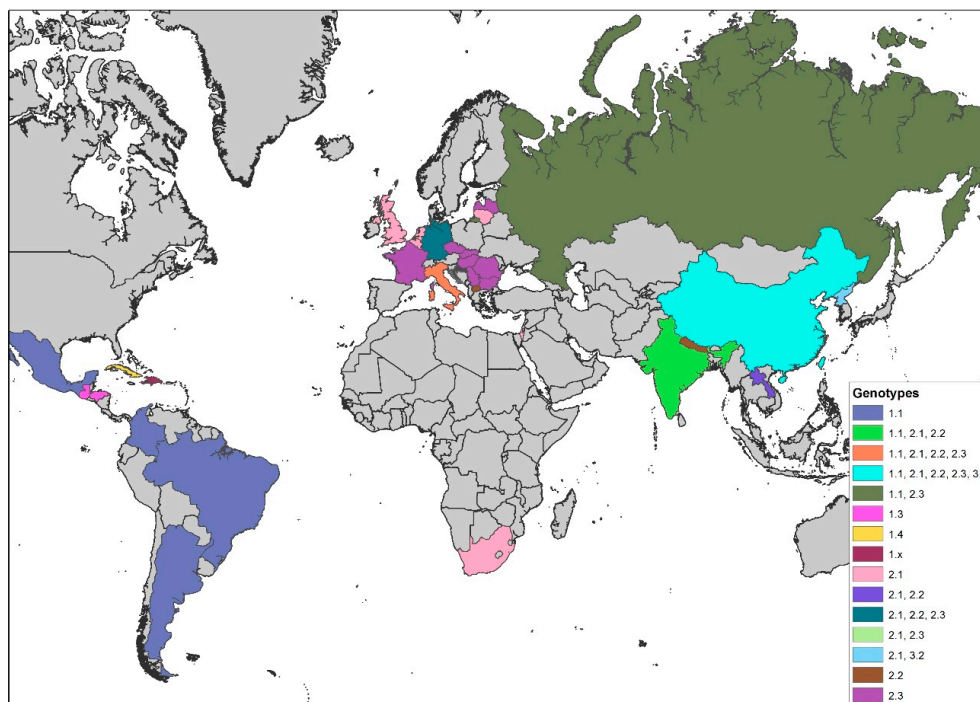 Genotypes
1.1
1.1, 2.1, 2.2
1.1, 2.1, 2.2, 2.3
1.1, 2.1, 2.2, 2.3, 3.
1.1, 2.3
1.3
1.4
1.x
2.1
2.1, 2.2
2.1, 2.2, 2.3
2.1, 2.3
2.1, 3.2
2.2
2.3